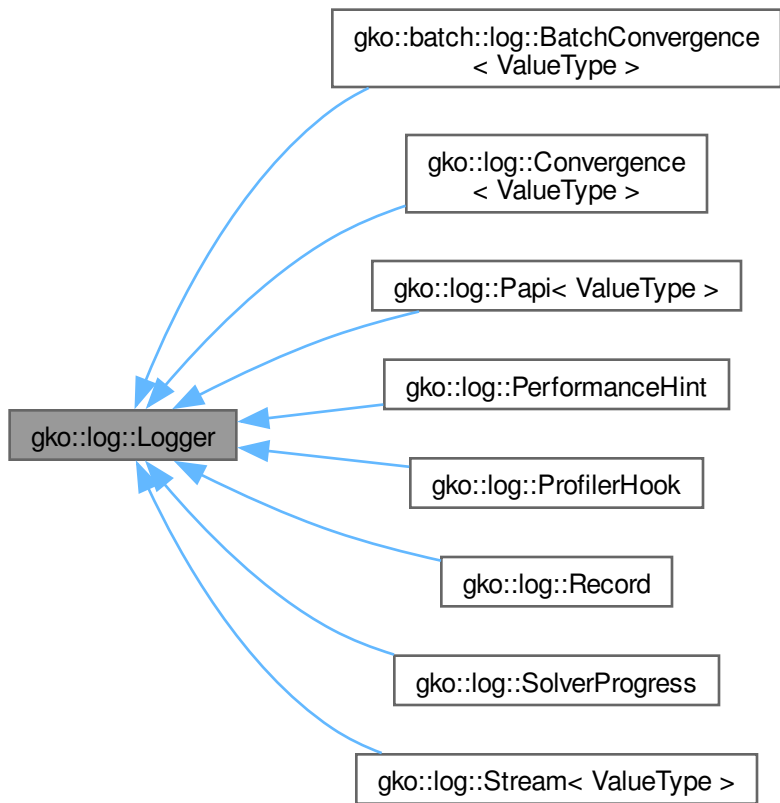 gko::batch::log::BatchConvergence
< ValueType >
gko::log::Convergence
< ValueType >
gko::log::Papi< ValueType >
gko::log::PerformanceHint
gko::log::Logger
gko::log::ProfilerHook
gko::log::Record
gko::log::SolverProgress
gko::log::Stream< ValueType >